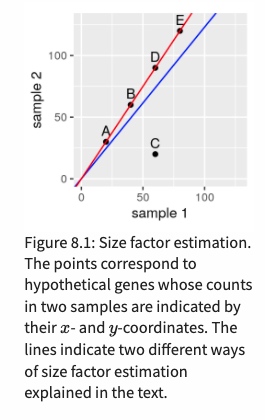 E
100
D
sample 2
B
50
A
C
0
0
50
100
sample 1
Figure 8.1: Size factor estimation.
The points correspond to
hypothetical genes whose counts
in two samples are indicated by
their x- and y-coordinates. The
lines indicate two different ways
of size factor estimation
explained in the text.